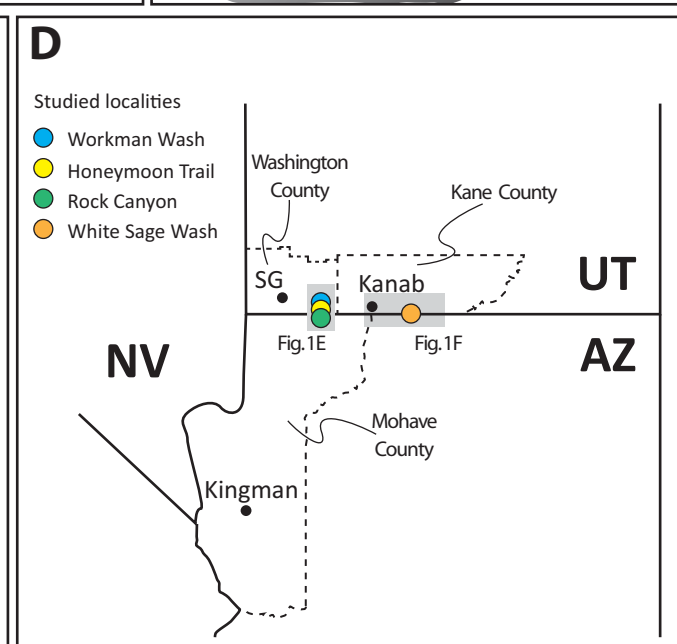 D
Studied localities
Workman Wash
Honeymoon Trail
Rock Canyon
White Sage Wash
Washington
County
Kane County
SG
Kanab
UT
Fig.1E
Fig.1F
NV
AZ
Mohave
County
Kingman